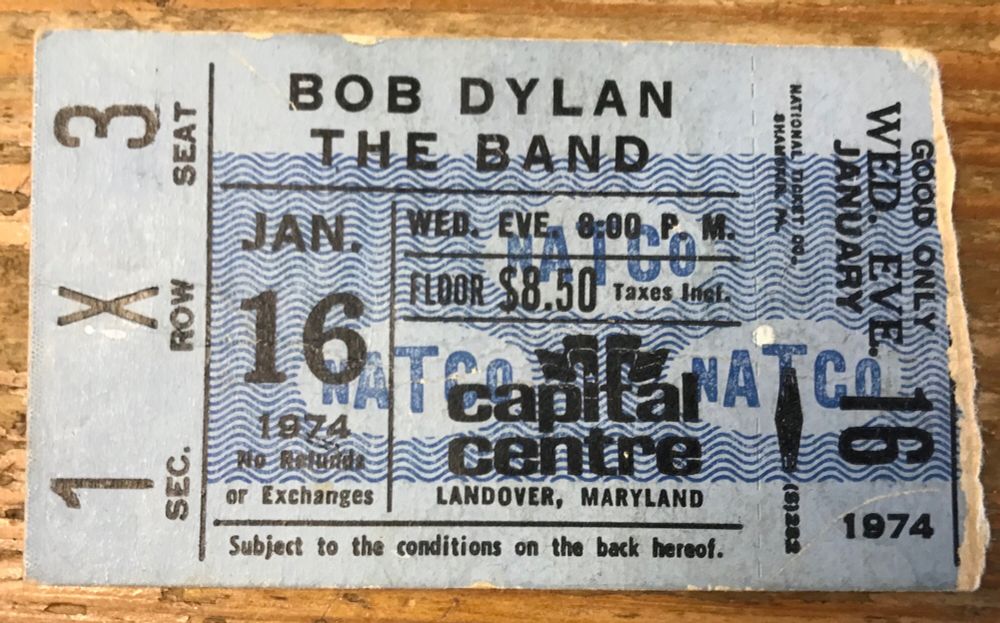 3 SEAT
X ROW
1 SEC.
BOB DYLAN
THE BAND
JAN.
16
1974
No Refunds
or Exchanges
WED. EVE. 8:00 P. M.
FLOOR $8.50 Taxes Incl.
NATCO
NATCO
NATCO
capital
centre
LANDOVER, MARYLAND
Subject to the conditions on the back hereof.
NATIONAL TICKET CO.
SHAMOKIN, PA.
(S)282
GOOD ONLY
WED. EVE.
JANUARY
16
1974